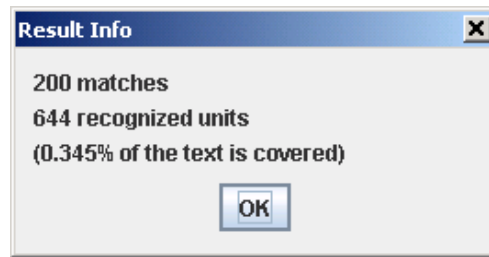 Result Info
200 matches
644 recognized units
(0.345% of the text is covered)
OK